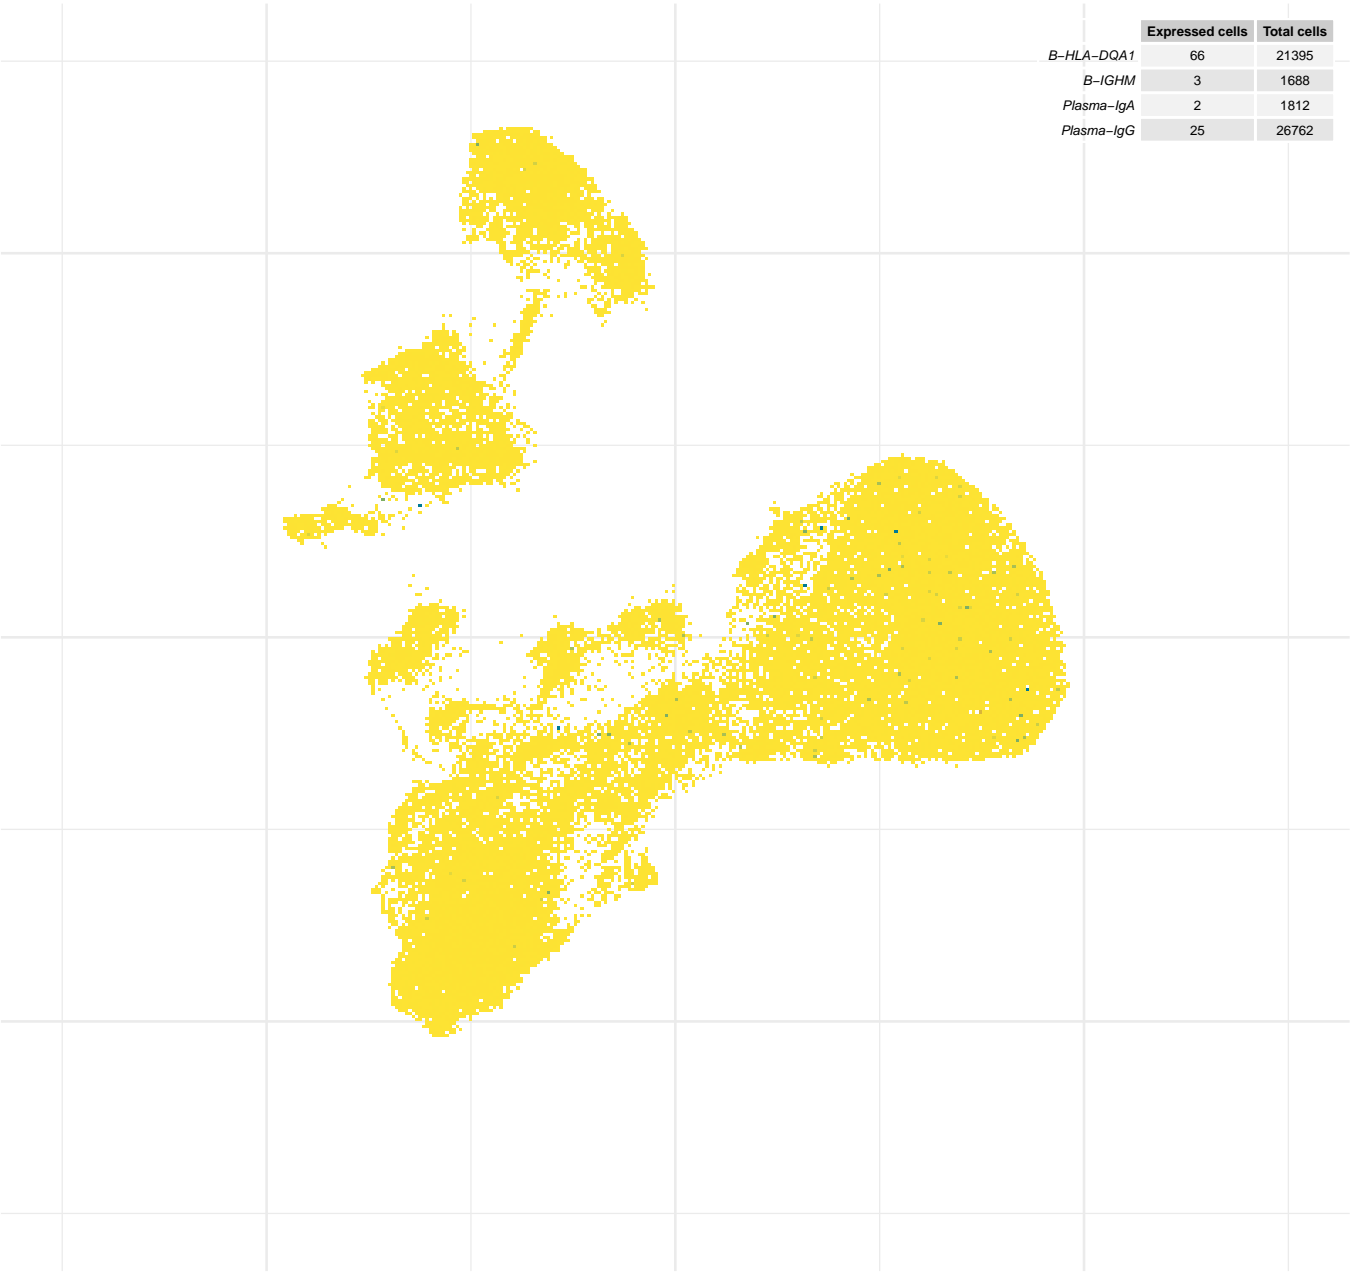 Expressed cells Total cells
B−HLA−DQA1 66 21395
B−IGHM 3 1688
Plasma−IgA 2 1812
Plasma−IgG 25 26762